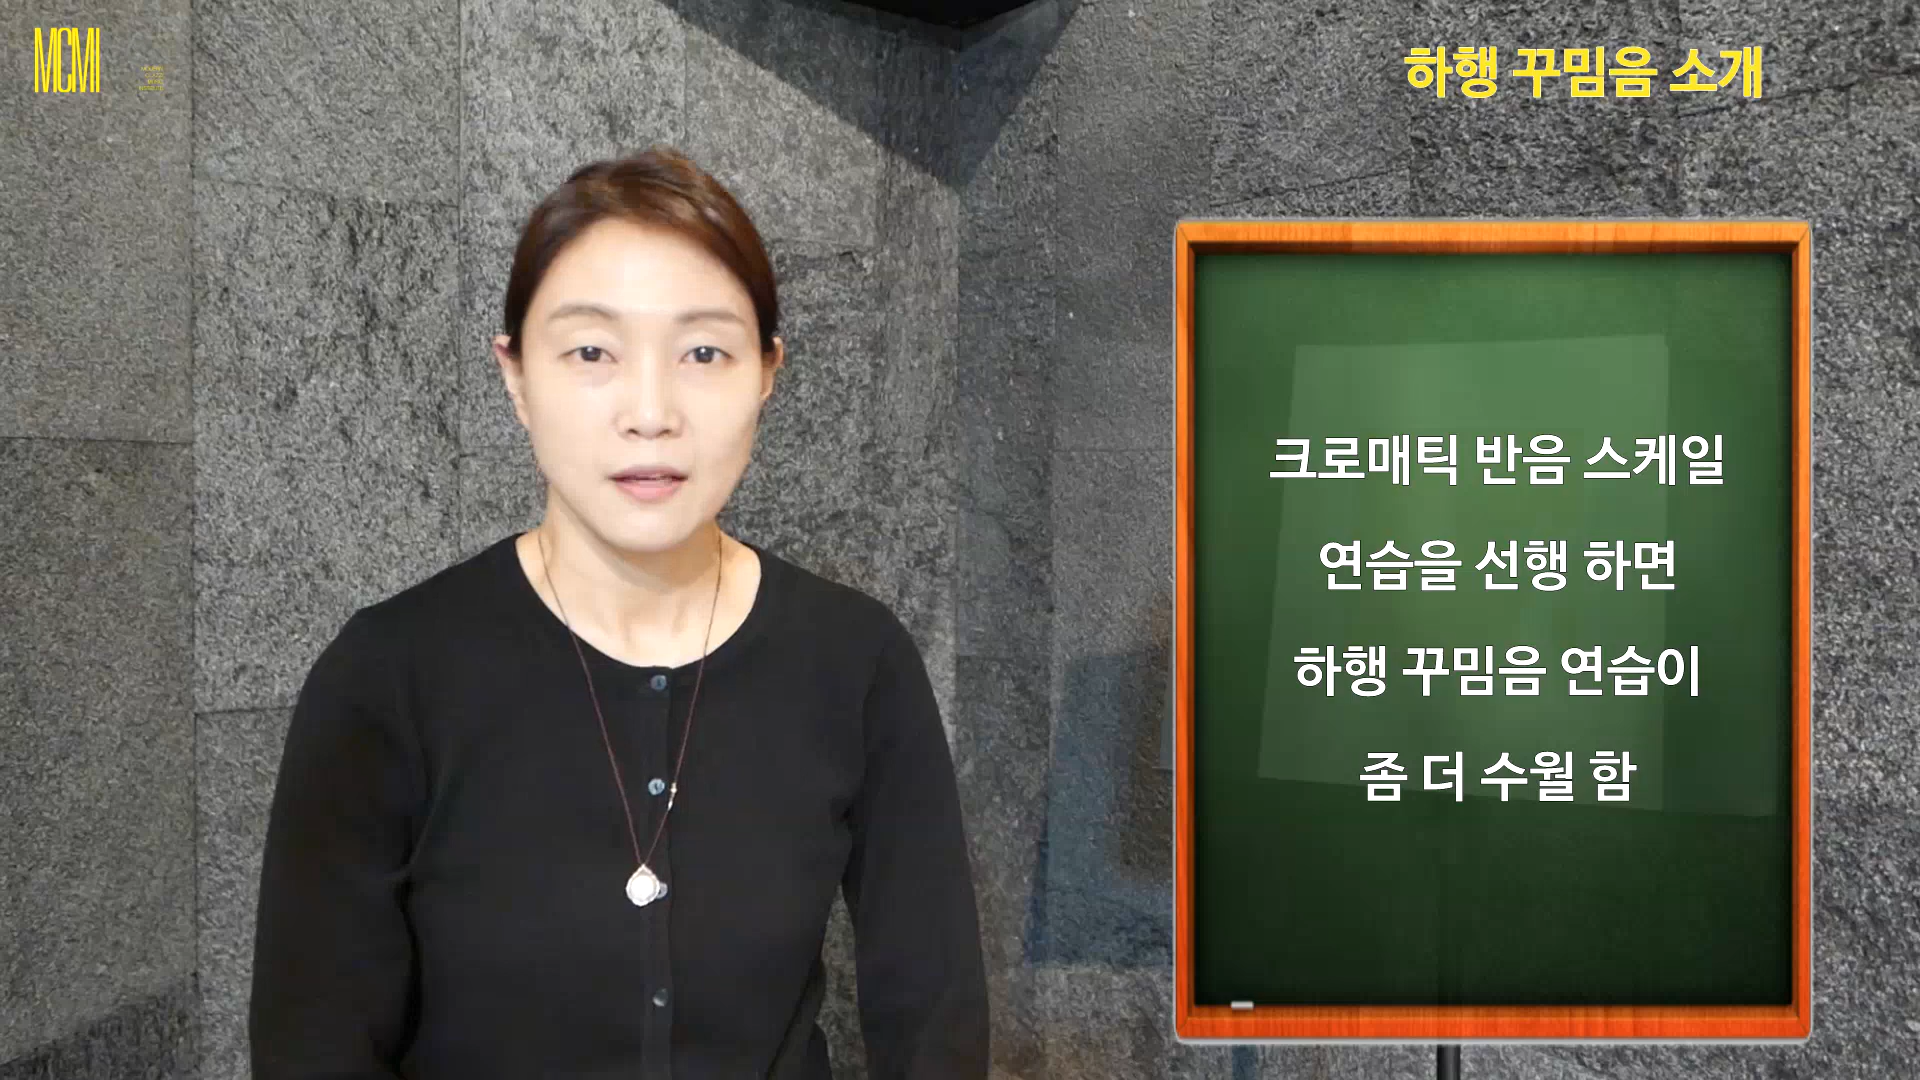 MCMI
하행 꾸밈음 소개
크로매틱 반음 스케일
연습을 선행 하면
하행 꾸밈음 연습이
좀 더 수월 함